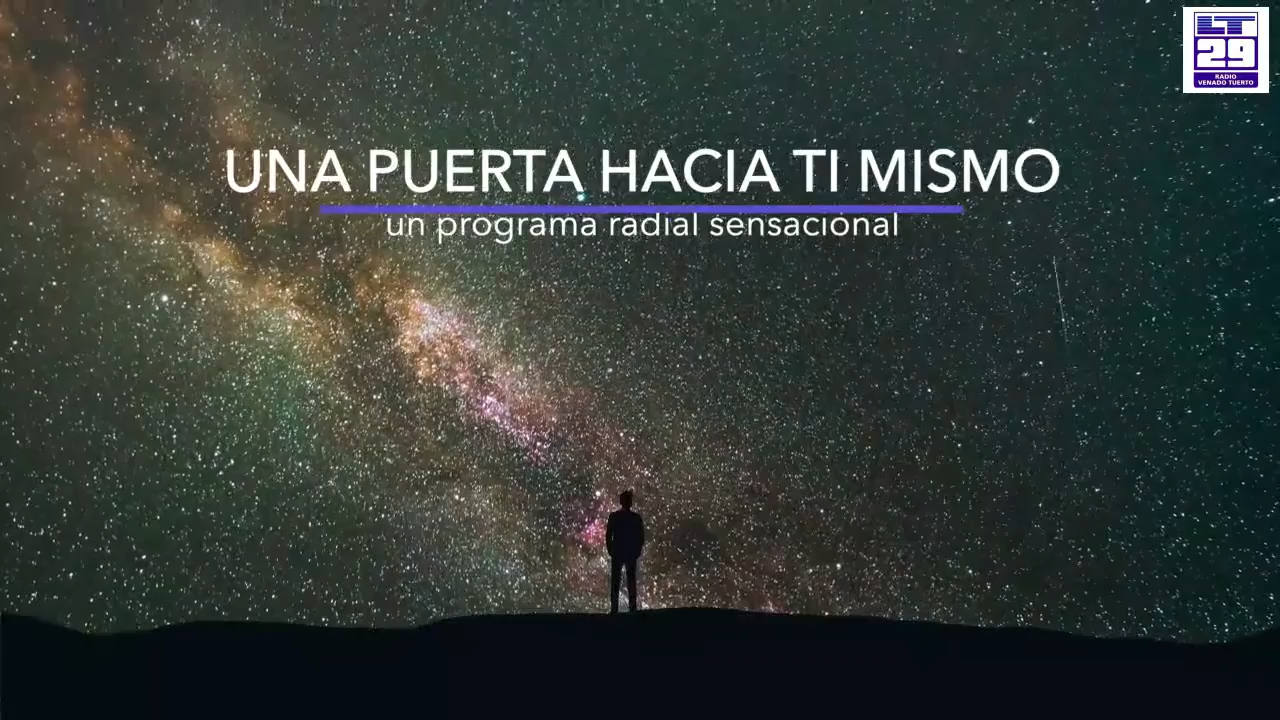 LT
29
RADIO
VENADO TUERTO
UNA PUERTA HACIA TI MISMO
un programa radial sensacional